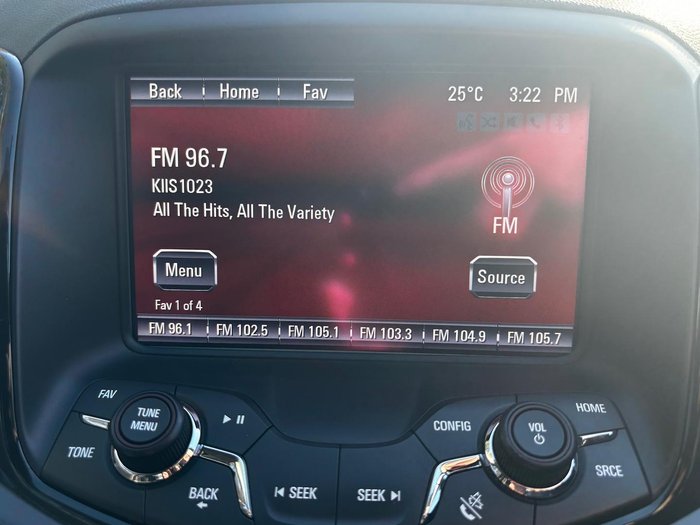 Back Home Fav 25°C 3:22 PM
FM 96.7
KIIS1023
All The Hits, All The Variety
FM
Menu Source
Fav 1 of 4
FM 96.1 FM 102.5 FM 105.1 FM 103.3 FM 104.9 FM 105.7
FAV TUNE MENU TONE BACK
SEEK SEEK
CONFIG VOL HOME SRCE